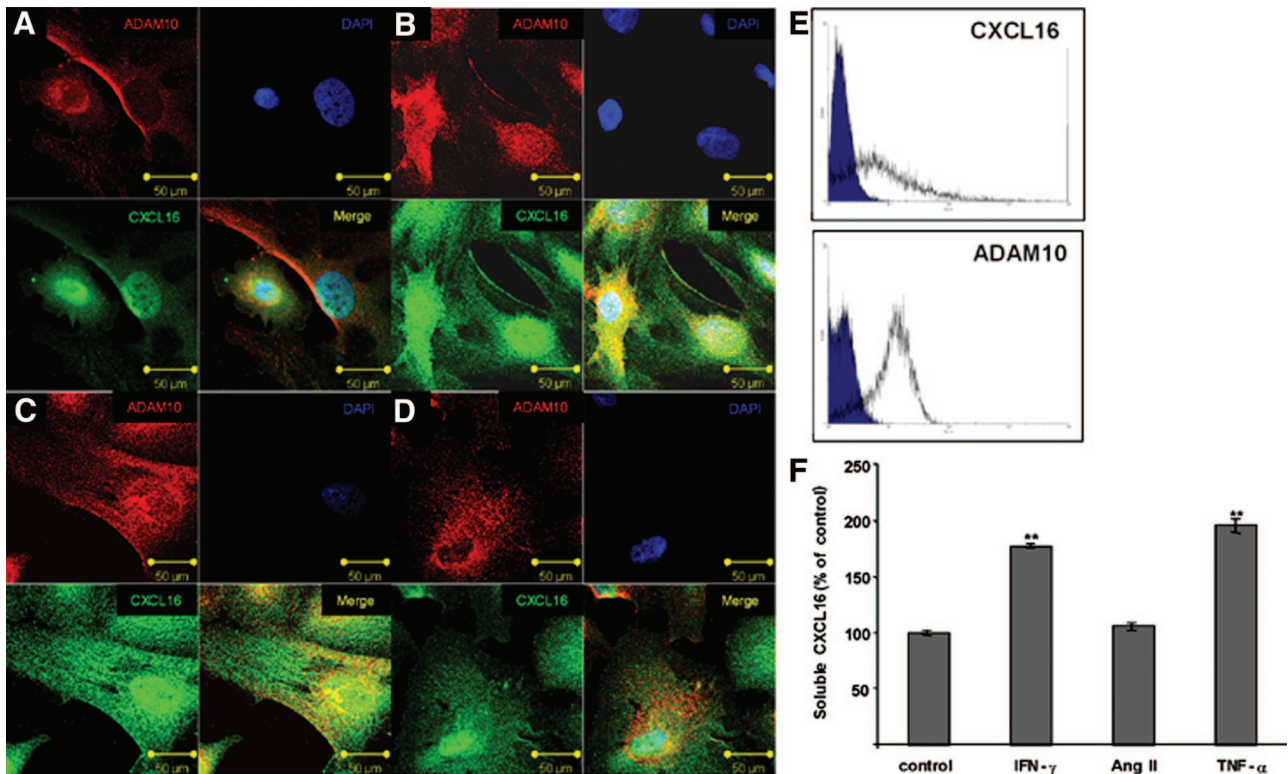 A
ADAM10
DAPI
50 µm
50 µm
CXCL16
Merge
50 µm
50 µm
B
ADAM10
DAPI
50 µm
50 µm
CXCL16
Merge
50 µm
50 µm
C
ADAM10
DAPI
50 µm
50 µm
CXCL16
Merge
50 µm
50 µm
D
ADAM10
DAPI
50 µm
50 µm
CXCL16
Merge
50 µm
50 µm
E
CXCL16
ADAM10
F
Soluble CXCL16 (% of control)
250
200
150
100
50
**
**
control IFN-γ Ang II TNF-α